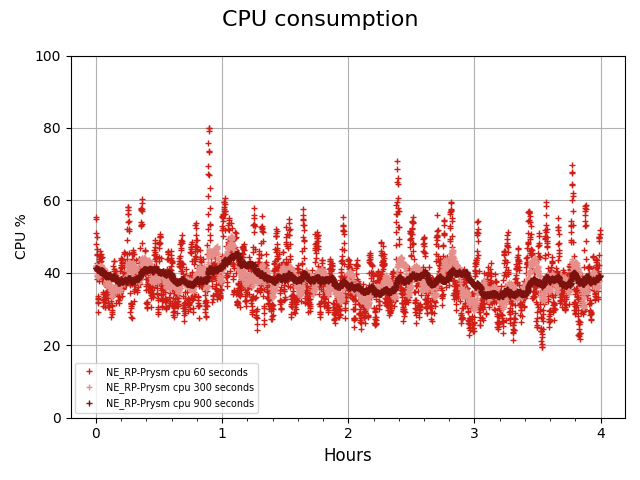 CPU consumption
100
80
60
40
20
0
CPU %
NE_RP-Prysm cpu 60 seconds
NE_RP-Prysm cpu 300 seconds
NE_RP-Prysm cpu 900 seconds
0 1 2 3 4
Hours